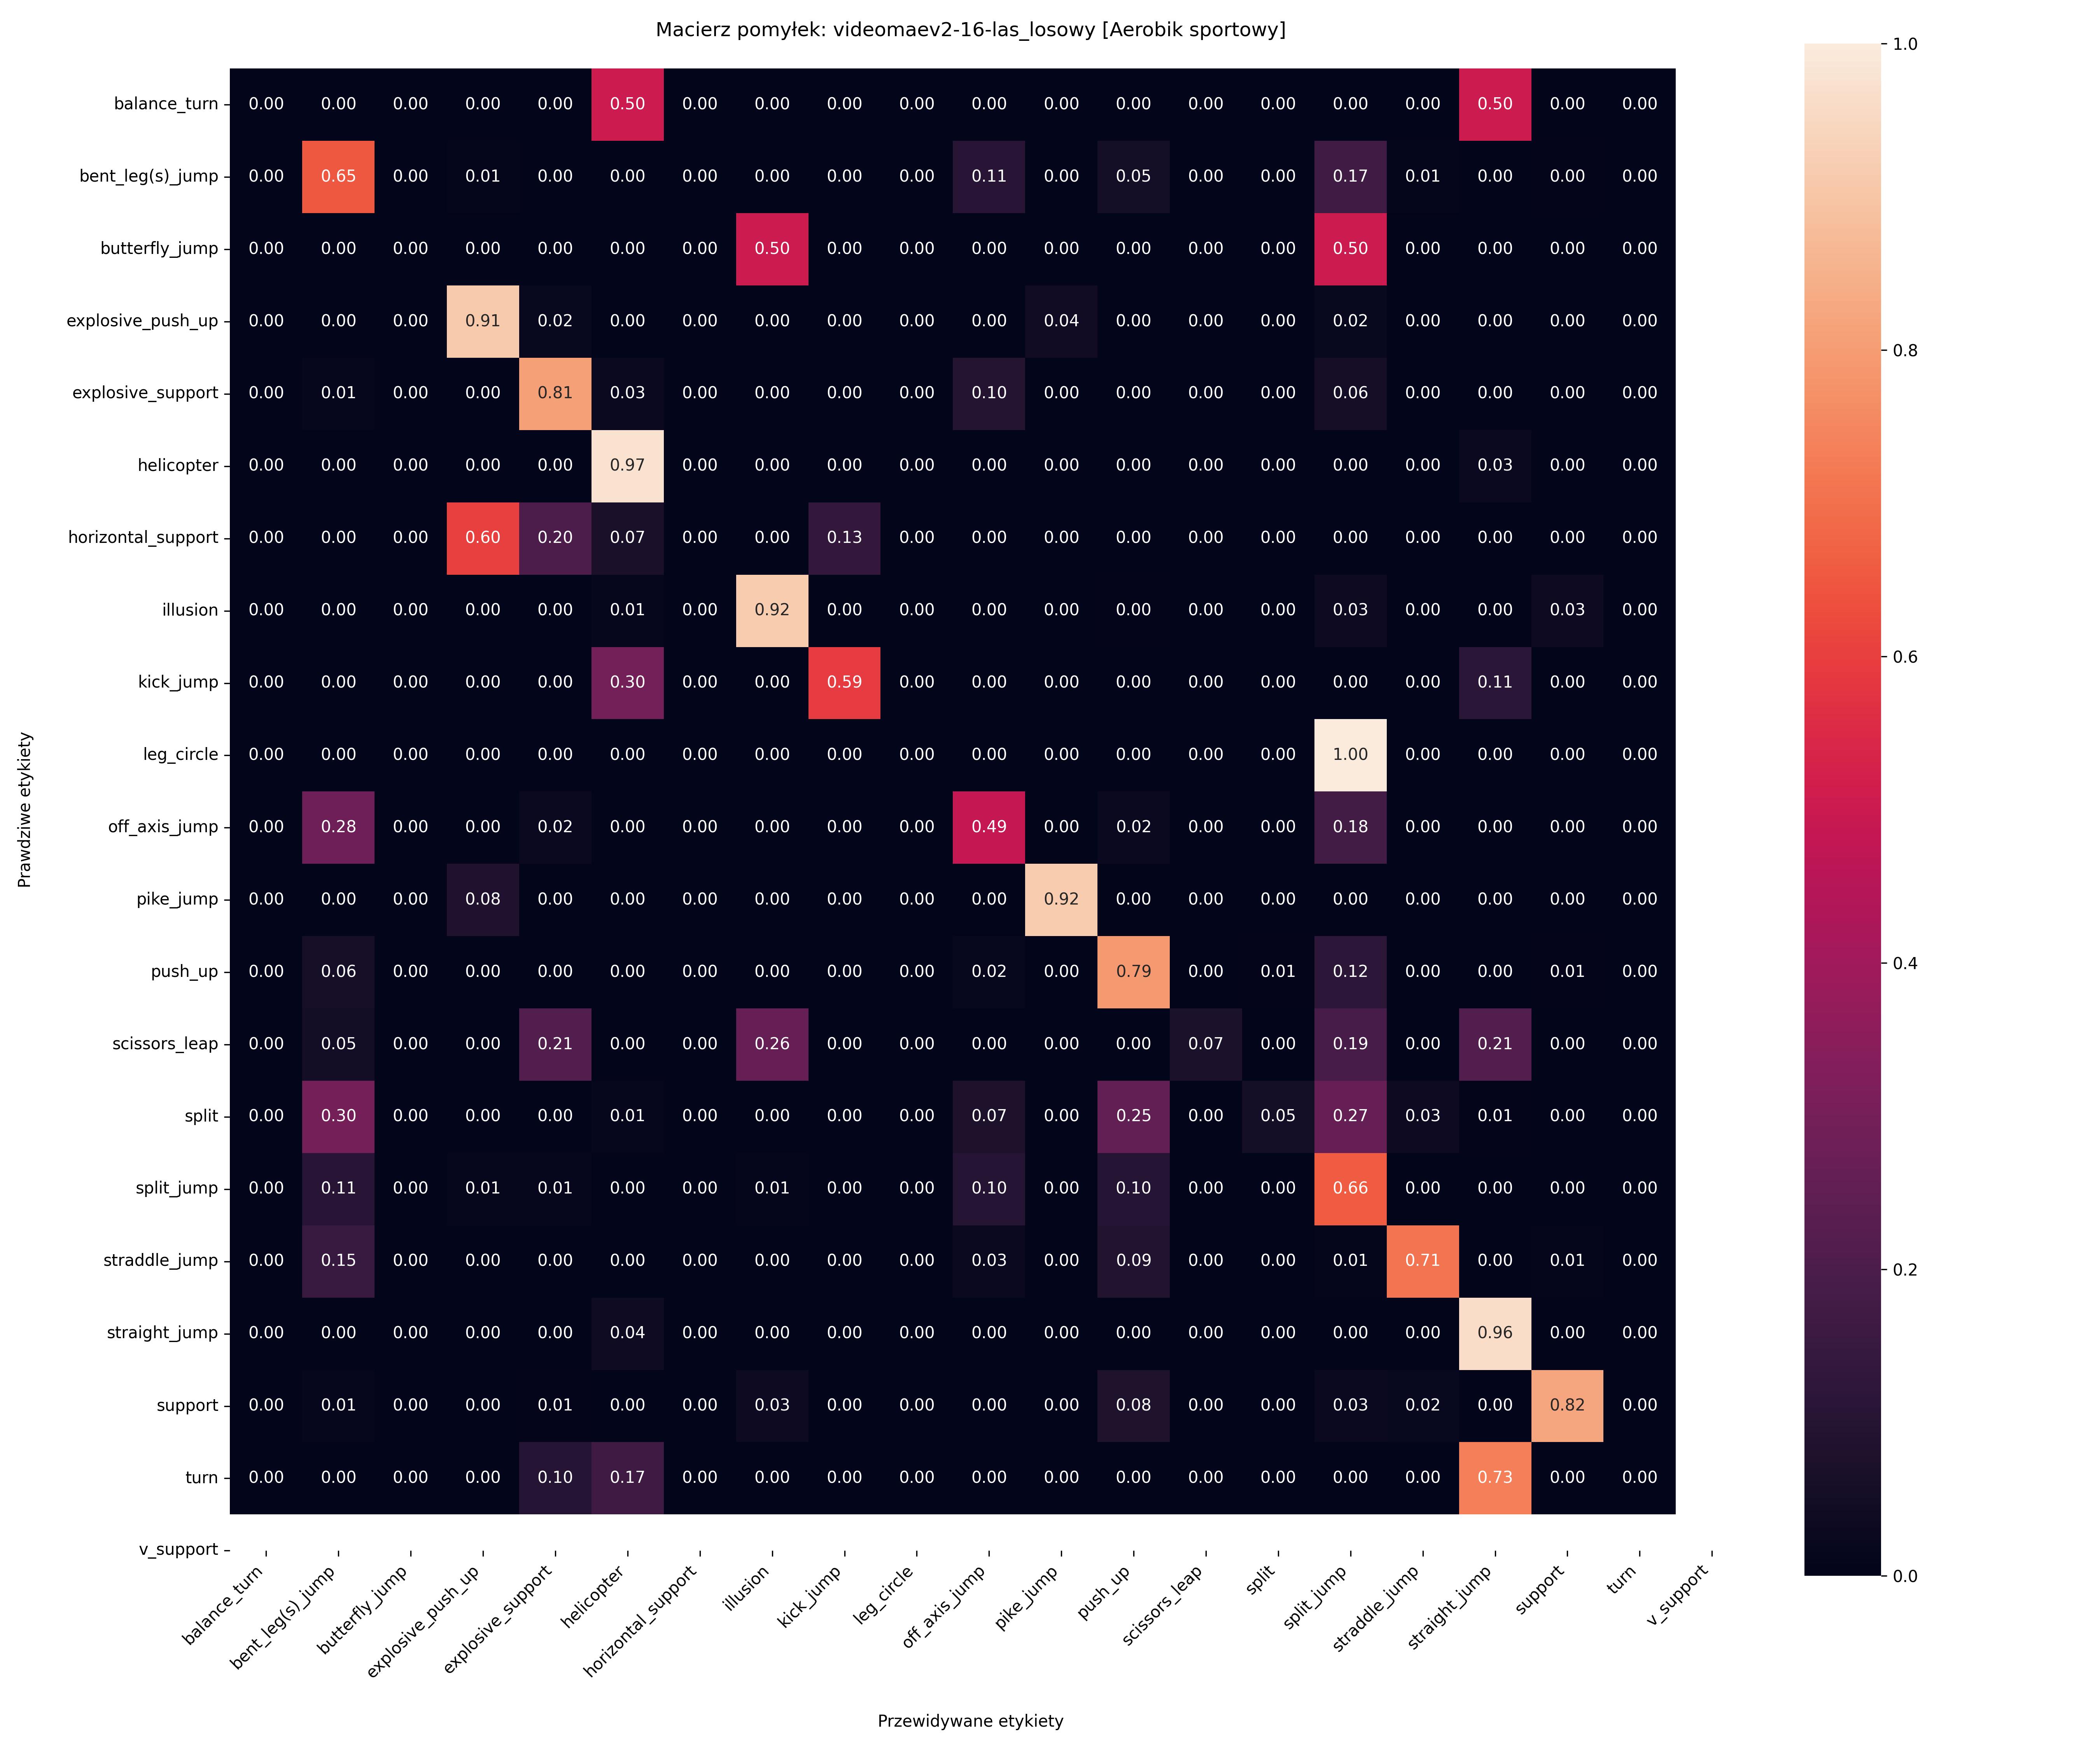 Macierz pomyłek: videomaev2-16-las_losowy [Aerobik sportowy]
1.0
balance_turn 0.00 0.00 0.00 0.00 0.00 0.50 0.00 0.00 0.00 0.00 0.00 0.00 0.00 0.00 0.00 0.00 0.00 0.50 0.00 0.00
bent_leg(s)_jump 0.00 0.65 0.00 0.01 0.00 0.00 0.00 0.00 0.00 0.00 0.11 0.00 0.05 0.00 0.00 0.17 0.01 0.00 0.00 0.00
butterfly_jump 0.00 0.00 0.00 0.00 0.00 0.00 0.00 0.50 0.00 0.00 0.00 0.00 0.00 0.00 0.00 0.50 0.00 0.00 0.00 0.00
explosive_push_up 0.00 0.00 0.00 0.91 0.02 0.00 0.00 0.00 0.00 0.00 0.00 0.04 0.00 0.00 0.00 0.02 0.00 0.00 0.00 0.00
0.8
explosive_support 0.00 0.01 0.00 0.00 0.81 0.03 0.00 0.00 0.00 0.00 0.10 0.00 0.00 0.00 0.00 0.06 0.00 0.00 0.00 0.00
helicopter 0.00 0.00 0.00 0.00 0.00 0.97 0.00 0.00 0.00 0.00 0.00 0.00 0.00 0.00 0.00 0.00 0.00 0.03 0.00 0.00
horizontal_support 0.00 0.00 0.00 0.60 0.20 0.07 0.00 0.00 0.13 0.00 0.00 0.00 0.00 0.00 0.00 0.00 0.00 0.00 0.00 0.00
illusion 0.00 0.00 0.00 0.00 0.00 0.01 0.00 0.92 0.00 0.00 0.00 0.00 0.00 0.00 0.00 0.03 0.00 0.00 0.03 0.00
0.6
kick_jump 0.00 0.00 0.00 0.00 0.00 0.30 0.00 0.00 0.59 0.00 0.00 0.00 0.00 0.00 0.00 0.00 0.00 0.11 0.00 0.00
leg_circle 0.00 0.00 0.00 0.00 0.00 0.00 0.00 0.00 0.00 0.00 0.00 0.00 0.00 0.00 0.00 1.00 0.00 0.00 0.00 0.00
Prawdziwe etykiety
off_axis_jump 0.00 0.28 0.00 0.00 0.02 0.00 0.00 0.00 0.00 0.00 0.49 0.00 0.02 0.00 0.00 0.18 0.00 0.00 0.00 0.00
pike_jump 0.00 0.00 0.00 0.08 0.00 0.00 0.00 0.00 0.00 0.00 0.00 0.92 0.00 0.00 0.00 0.00 0.00 0.00 0.00 0.00
0.4
push_up 0.00 0.06 0.00 0.00 0.00 0.00 0.00 0.00 0.00 0.00 0.02 0.00 0.79 0.00 0.01 0.12 0.00 0.00 0.01 0.00
scissors_leap 0.00 0.05 0.00 0.00 0.21 0.00 0.00 0.26 0.00 0.00 0.00 0.00 0.00 0.07 0.00 0.19 0.00 0.21 0.00 0.00
split 0.00 0.30 0.00 0.00 0.00 0.01 0.00 0.00 0.00 0.00 0.07 0.00 0.25 0.00 0.05 0.27 0.03 0.01 0.00 0.00
split_jump 0.00 0.11 0.00 0.01 0.01 0.00 0.00 0.01 0.00 0.00 0.10 0.00 0.10 0.00 0.00 0.66 0.00 0.00 0.00 0.00
straddle_jump 0.00 0.15 0.00 0.00 0.00 0.00 0.00 0.00 0.00 0.00 0.03 0.00 0.09 0.00 0.00 0.01 0.71 0.00 0.01 0.00
0.2
straight_jump 0.00 0.00 0.00 0.00 0.00 0.04 0.00 0.00 0.00 0.00 0.00 0.00 0.00 0.00 0.00 0.00 0.00 0.96 0.00 0.00
support 0.00 0.01 0.00 0.00 0.01 0.00 0.00 0.03 0.00 0.00 0.00 0.00 0.08 0.00 0.00 0.03 0.02 0.00 0.82 0.00
turn 0.00 0.00 0.00 0.00 0.10 0.17 0.00 0.00 0.00 0.00 0.00 0.00 0.00 0.00 0.00 0.00 0.00 0.73 0.00 0.00
v_support
0.0
balance_turn bent_leg(s)_jump butterfly_jump explosive_push_up explosive_support helicopter horizontal_support illusion kick_jump leg_circle off_axis_jump pike_jump push_up scissors_leap split split_jump straddle_jump straight_jump support turn v_support
Przewidywane etykiety